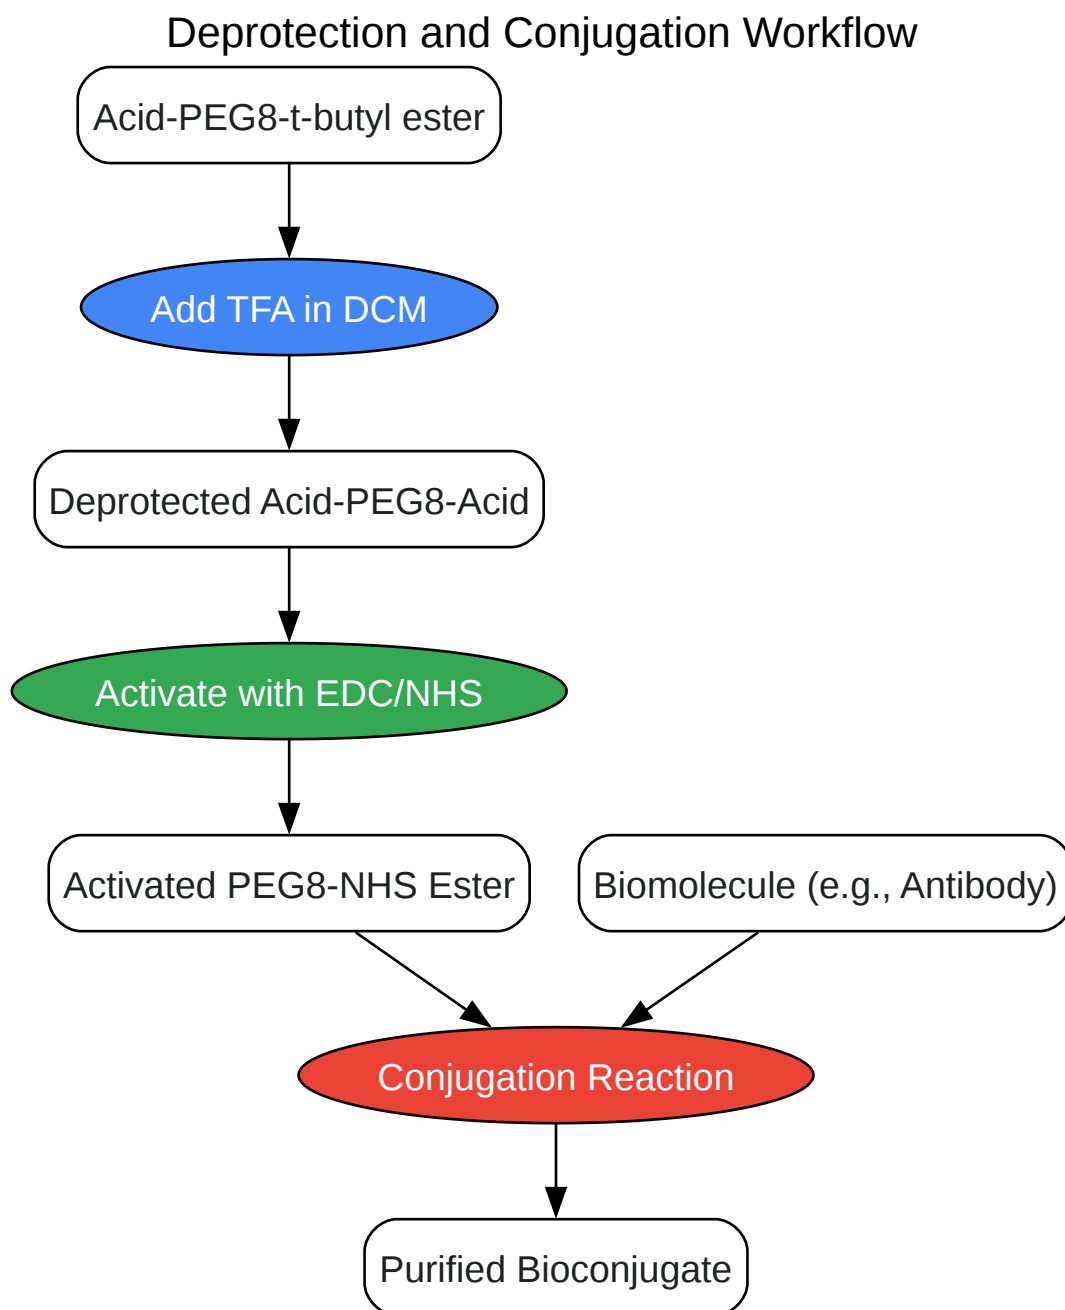 Deprotection and Conjugation Workflow
Acid-PEG8-t-butyl ester
Add TFA in DCM
Deprotected Acid-PEG8-Acid
Activate with EDC/NHS
Activated PEG8-NHS Ester
Biomolecule (e.g., Antibody)
Conjugation Reaction
Purified Bioconjugate